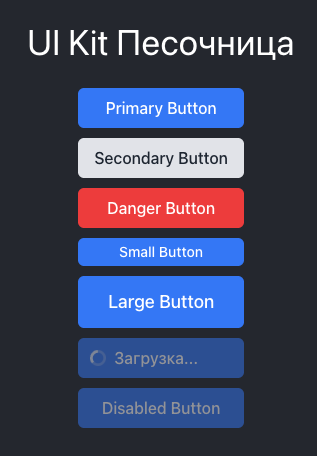 UI Kit Песочница
Primary Button
Secondary Button
Danger Button
Small Button
Large Button
Загрузка...
Disabled Button